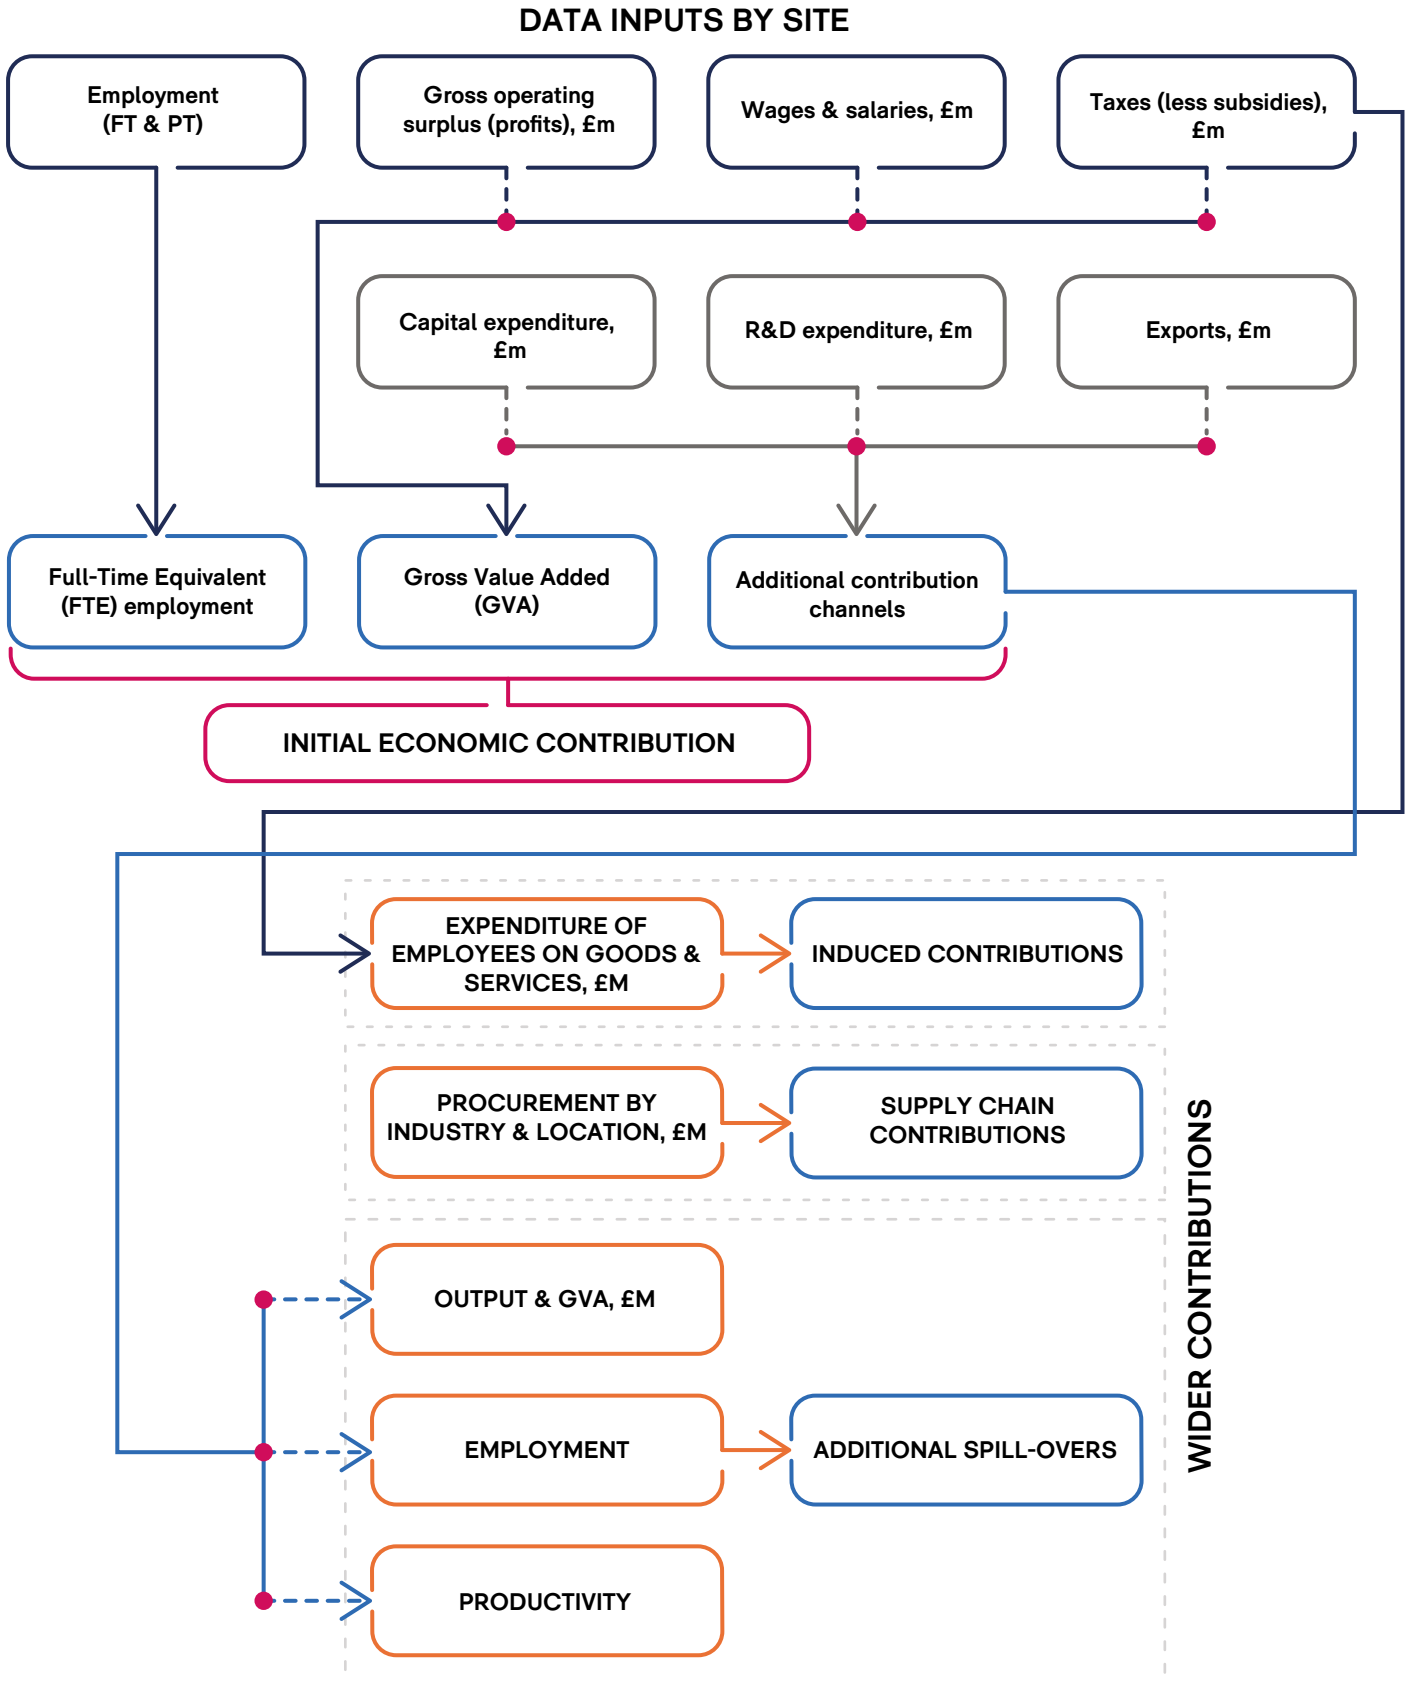 DATA INPUTS BY SITE
Employment
(FT & PT)
Gross operating
surplus (profits), £m
Wages & salaries, £m
Taxes (less subsidies),
£m
Capital expenditure,
£m
R&D expenditure, £m
Exports, £m
Full-Time Equivalent
(FTE) employment
Gross Value Added
(GVA)
Additional contribution
channels
INITIAL ECONOMIC CONTRIBUTION
EXPENDITURE OF
EMPLOYEES ON GOODS &
SERVICES, £M
INDUCED CONTRIBUTIONS
PROCUREMENT BY
INDUSTRY & LOCATION, £M
SUPPLY CHAIN
CONTRIBUTIONS
OUTPUT & GVA, £M
EMPLOYMENT
ADDITIONAL SPILL-OVERS
PRODUCTIVITY
WIDER CONTRIBUTIONS